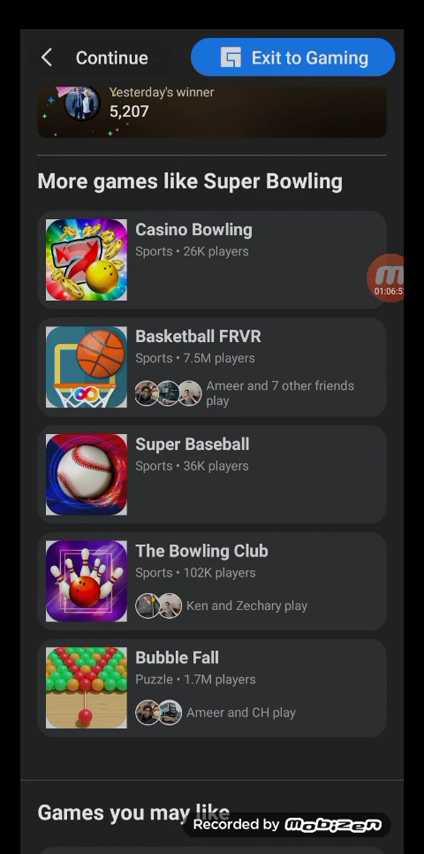 Continue
Exit to Gaming
Yesterday's winner
5,207
More games like Super Bowling
Casino Bowling
Sports • 26K players
01:06:5
Basketball FRVR
Sports • 7.5M players
Ameer and 7 other friends
play
Super Baseball
Sports • 36K players
The Bowling Club
Sports • 102K players
Ken and Zechary play
Bubble Fall
Puzzle • 1.7M players
Ameer and CH play
Games you may like
Recorded by mobizen